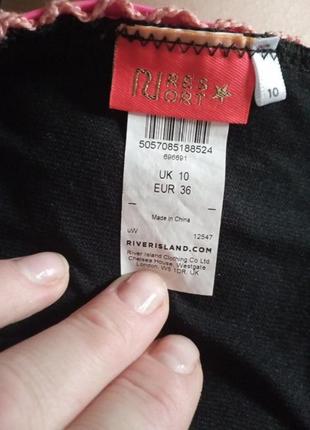 RI RES
ORT
10
5057085188524
696691
UK 10
EUR 36
Made in China
uW 12547
RIVERISLAND.COM
River Island Clothing Co Ltd
Chelsea House, Westgate
London, W5 1DR, UK